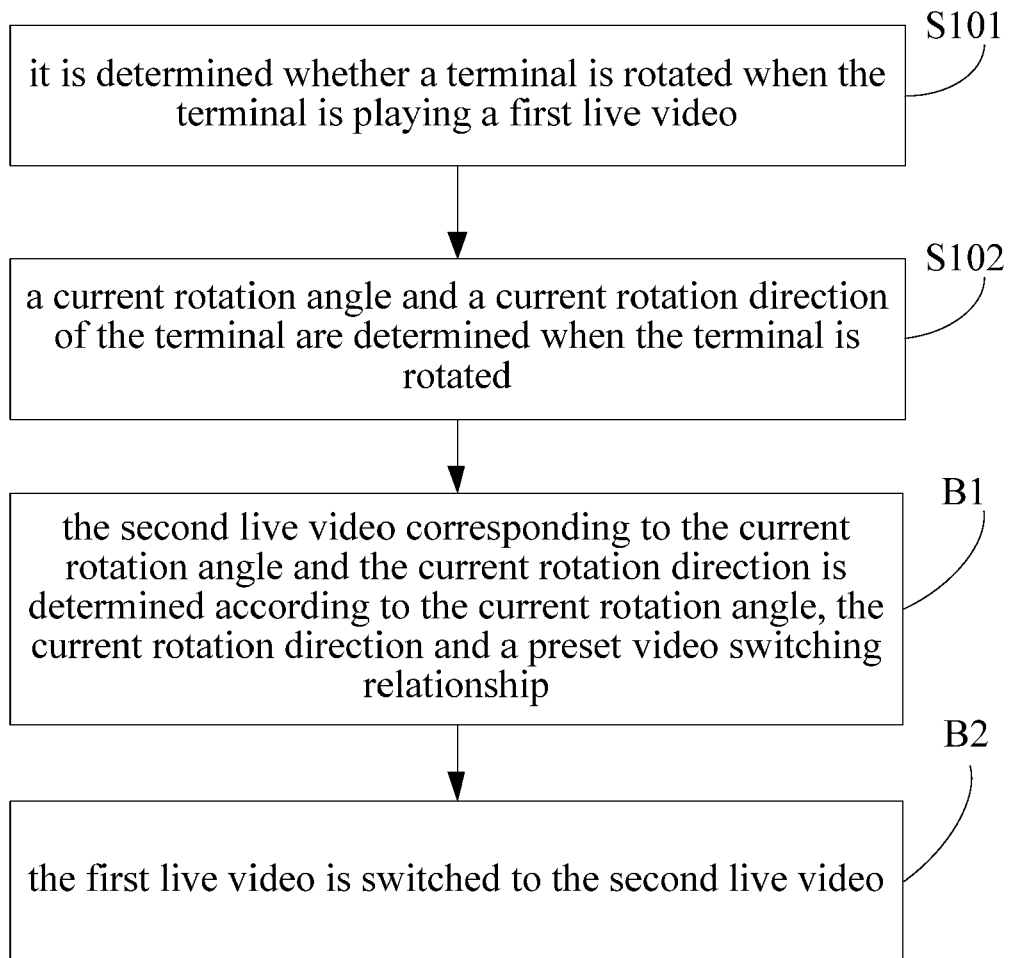 S101
it is determined whether a terminal is rotated when the
terminal is playing a first live video
S102
a current rotation angle and a current rotation direction
of the terminal are determined when the terminal is
rotated
B1
the second live video corresponding to the current
rotation angle and the current rotation direction is
determined according to the current rotation angle, the
current rotation direction and a preset video switching
relationship
B2
the first live video is switched to the second live video